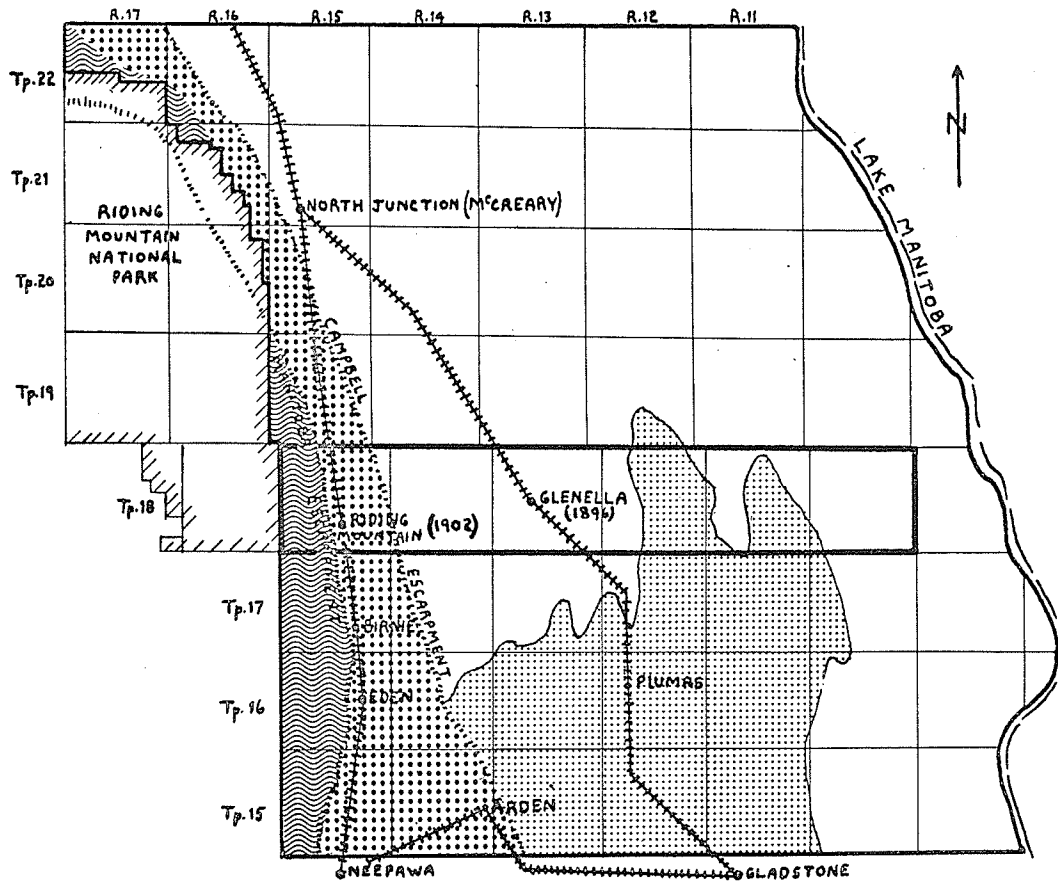 R.17 R.16 R.15 R.14 R.13 R.12 R.11
Tp.22
N
LAKE MANITOBA
Tp.21
NORTH JUNCTION (McCREARY)
RIDING
MOUNTAIN
NATIONAL
PARK
Tp.20
CAMPBELL
Tp.19
Tp.18
GLENELLA
(1896)
RIDING
MOUNTAIN (1902)
ESCARPMENT
Tp.17
BIRNIE
EDEN
PLUMAS
Tp.16
Tp.15
ARDEN
NEEPAWA
GLADSTONE